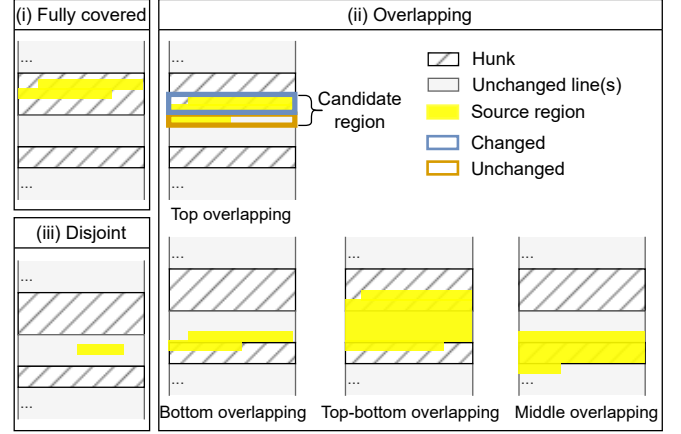 (i) Fully covered
...
...
(ii) Overlapping
...
...
Candidate
region
Top overlapping
Hunk
Unchanged line(s)
Source region
Changed
Unchanged
(iii) Disjoint
...
...
...
...
Bottom overlapping
...
...
Top-bottom overlapping
...
...
Middle overlapping